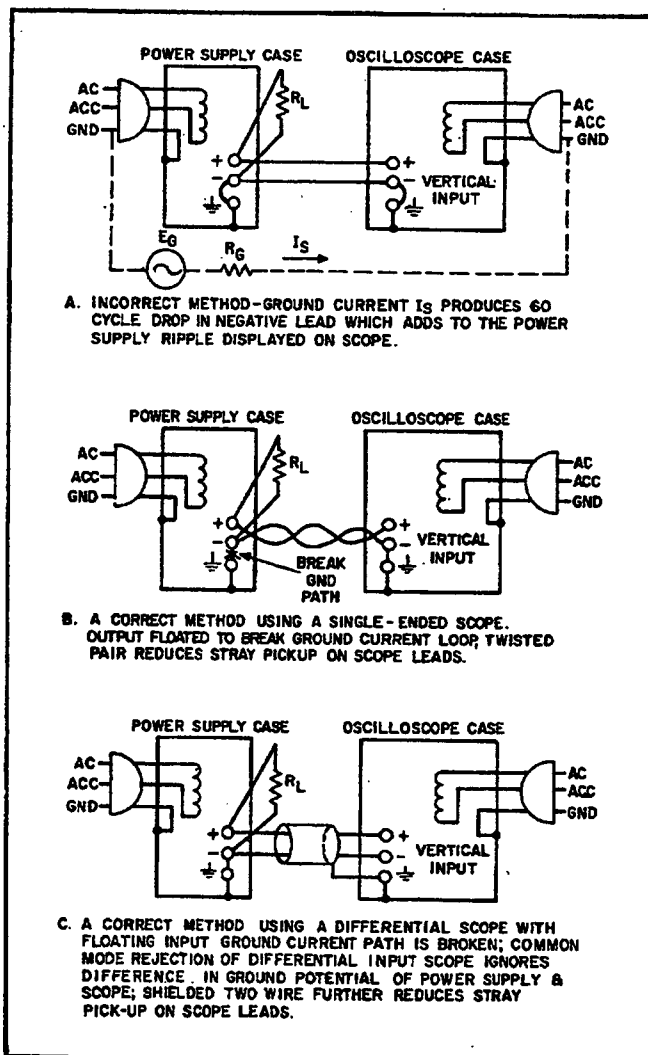 POWER SUPPLY CASE
OSCILLOSCOPE CASE
AC
ACC
GND
RL
+
−
+
−
VERTICAL
INPUT
AC
ACC
GND
EG
RG
IS
A. INCORRECT METHOD-GROUND CURRENT IS PRODUCES 60
CYCLE DROP IN NEGATIVE LEAD WHICH ADDS TO THE POWER
SUPPLY RIPPLE DISPLAYED ON SCOPE.
POWER SUPPLY CASE
OSCILLOSCOPE CASE
AC
ACC
GND
RL
+
−
BREAK
GND
PATH
+
−
VERTICAL
INPUT
AC
ACC
GND
B. A CORRECT METHOD USING A SINGLE-ENDED SCOPE.
OUTPUT FLOATED TO BREAK GROUND CURRENT LOOP, TWISTED
PAIR REDUCES STRAY PICKUP ON SCOPE LEADS.
POWER SUPPLY CASE
OSCILLOSCOPE CASE
AC
ACC
GND
RL
+
−
+
−
VERTICAL
INPUT
AC
ACC
GND
C. A CORRECT METHOD USING A DIFFERENTIAL SCOPE WITH
FLOATING INPUT GROUND CURRENT PATH IS BROKEN; COMMON
MODE REJECTION OF DIFFERENTIAL INPUT SCOPE IGNORES
DIFFERENCE . IN GROUND POTENTIAL OF POWER SUPPLY &
SCOPE; SHIELDED TWO WIRE FURTHER REDUCES STRAY
PICK-UP ON SCOPE LEADS.